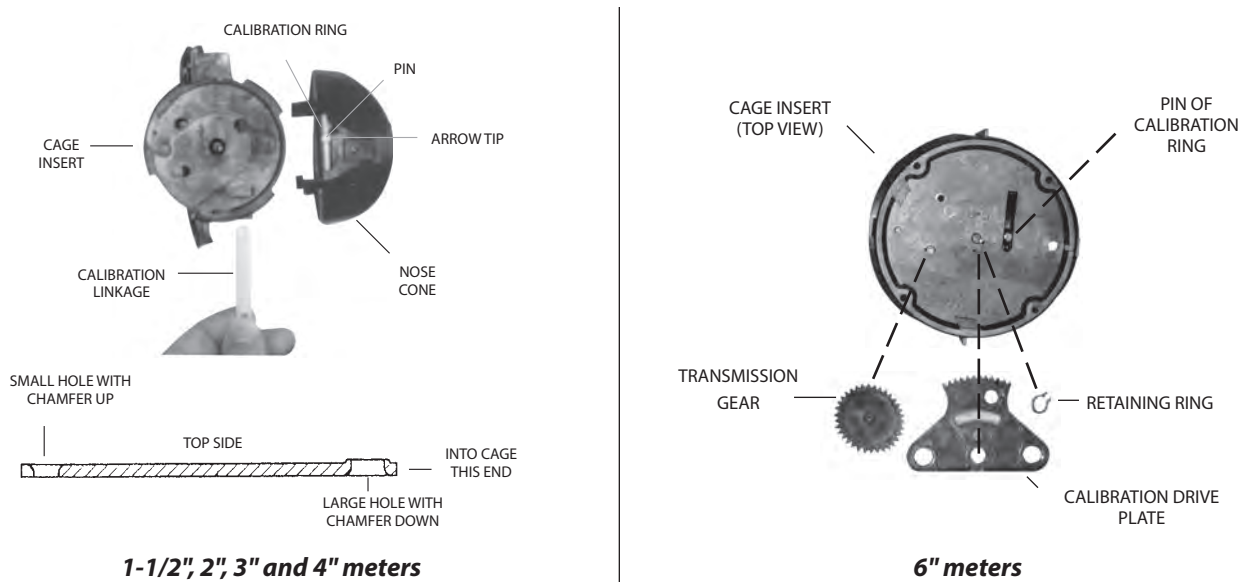 CALIBRATION RING
PIN
ARROW TIP
CAGE
INSERT
NOSE
CONE
CALIBRATION
LINKAGE
SMALL HOLE WITH
CHAMFER UP
TOP SIDE
INTO CAGE
THIS END
LARGE HOLE WITH
CHAMFER DOWN
1-1/2", 2", 3" and 4" meters
CAGE INSERT
(TOP VIEW)
PIN OF
CALIBRATION
RING
TRANSMISSION
GEAR
RETAINING RING
CALIBRATION DRIVE
PLATE
6" meters